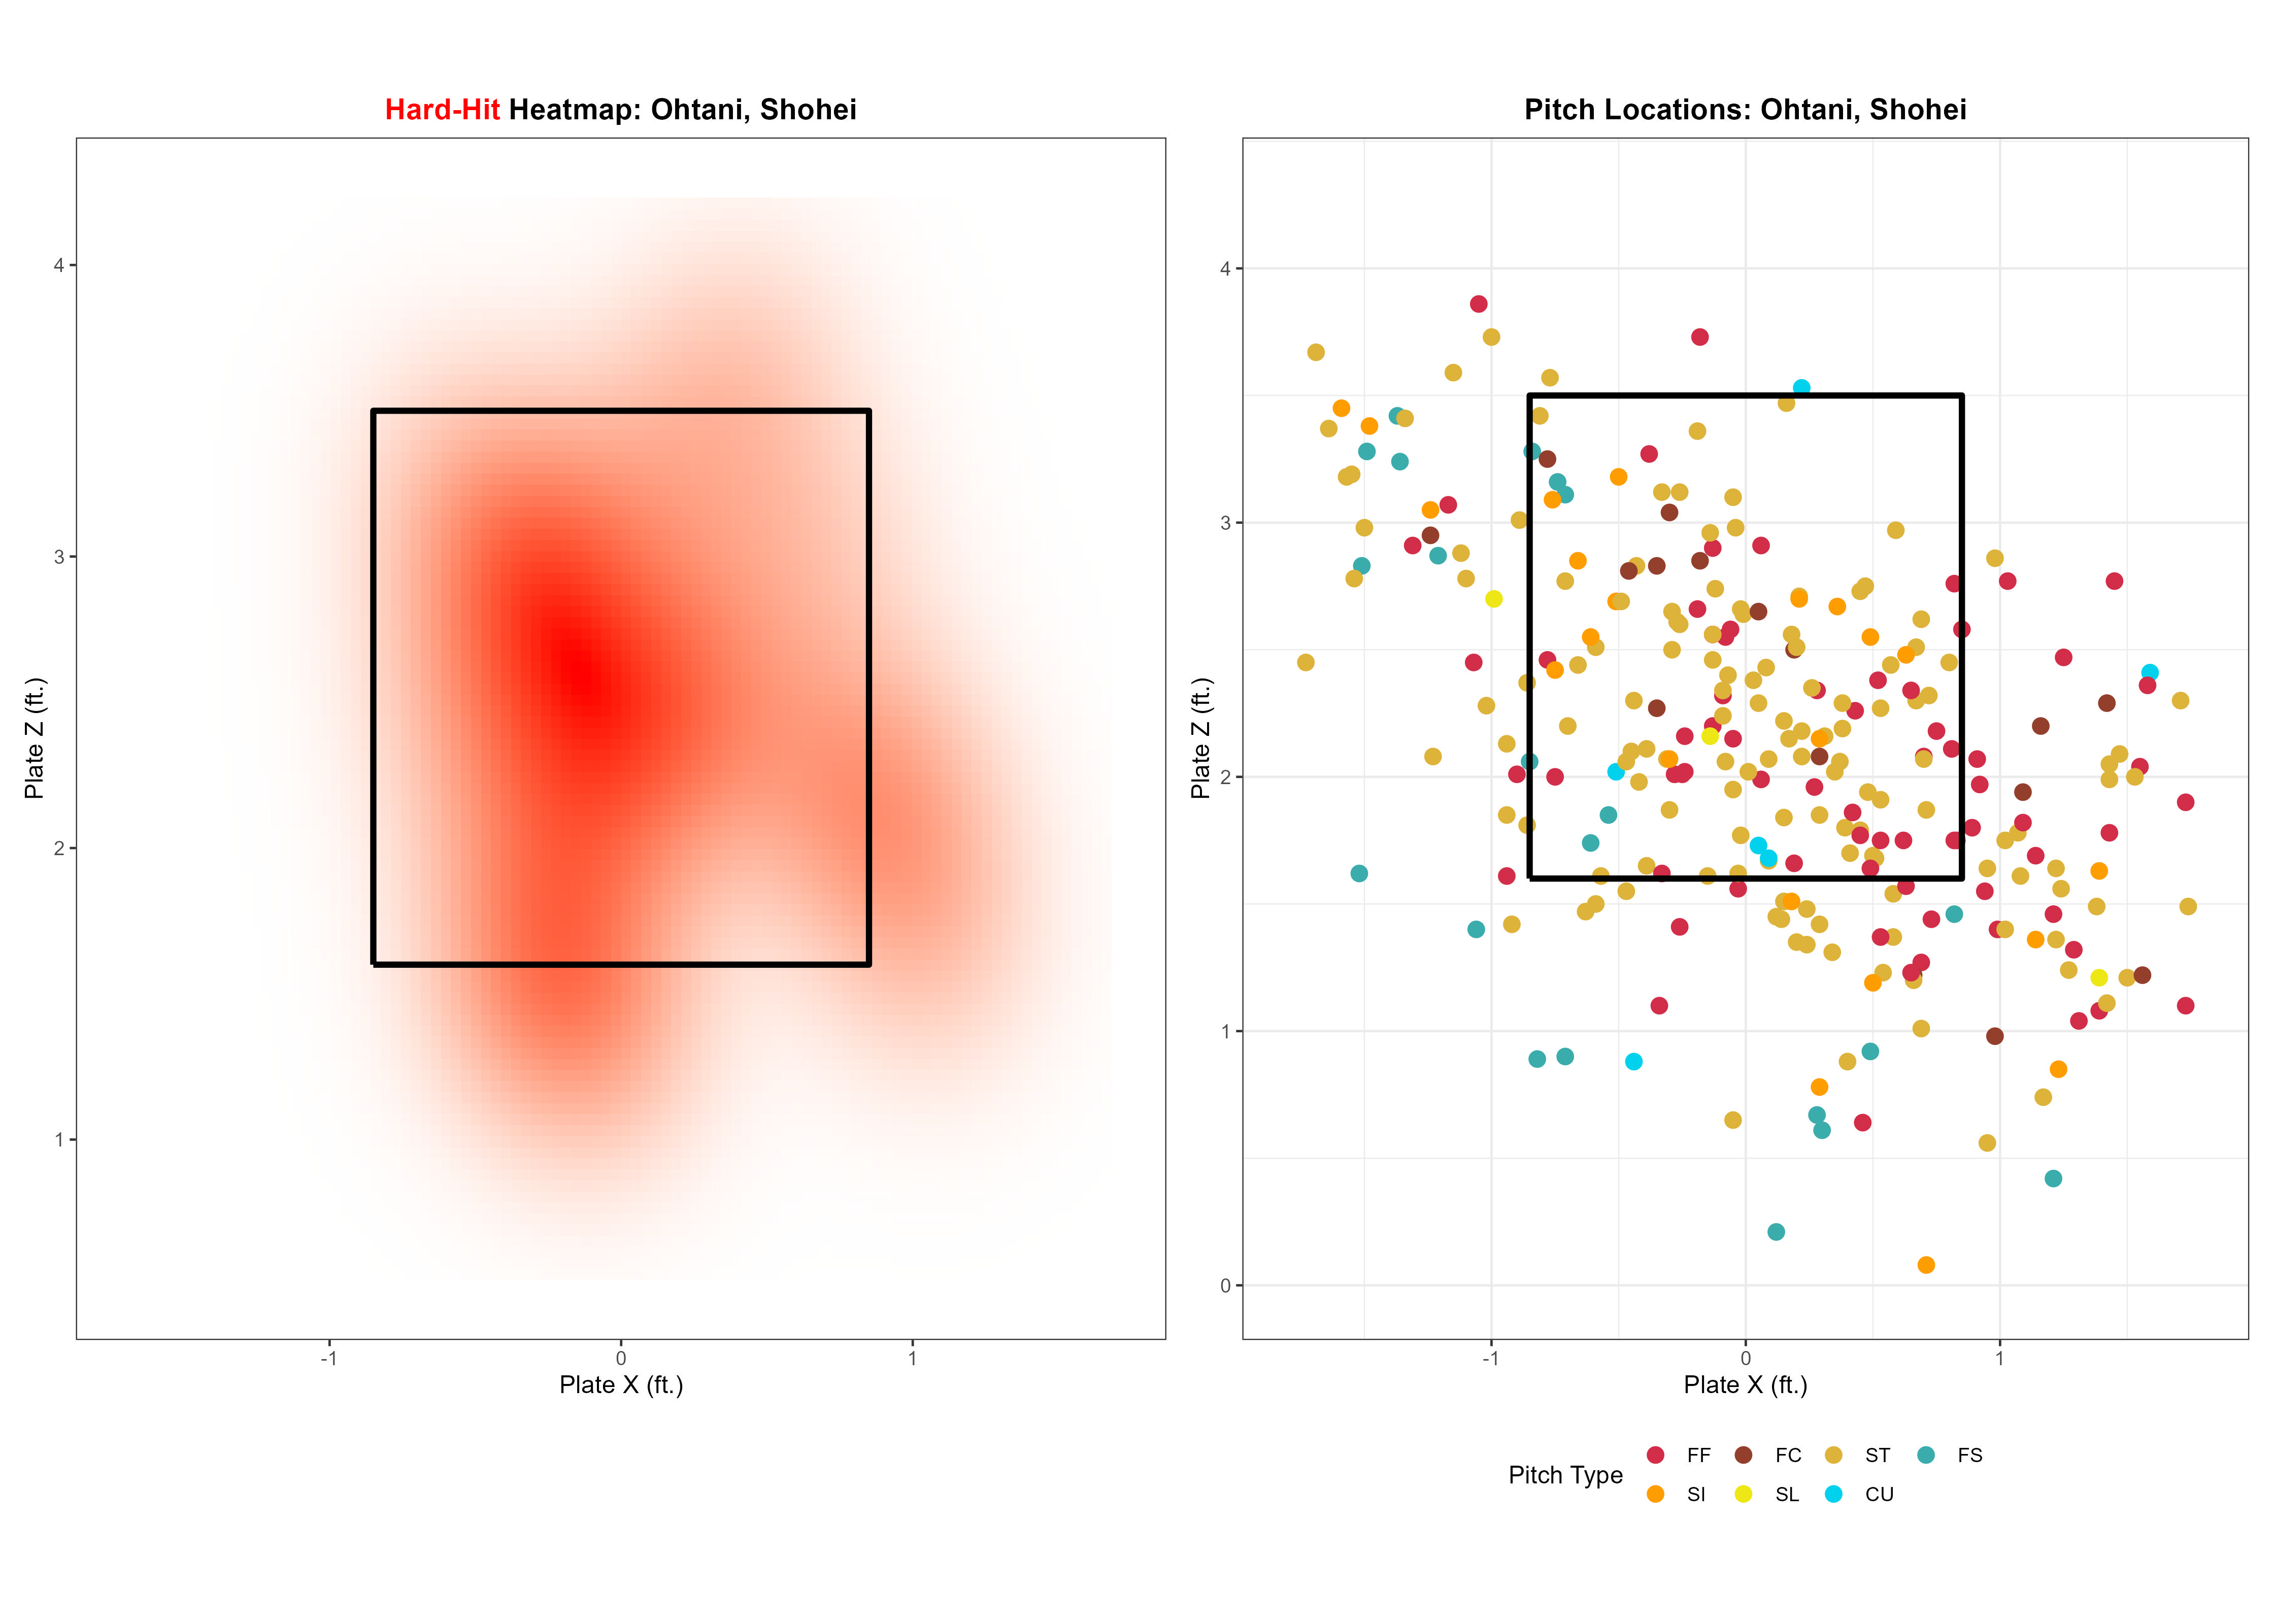 Hard-Hit Heatmap: Ohtani, Shohei
Plate Z (ft.)
4
3
2
1
-1 0 1
Plate X (ft.)
Pitch Locations: Ohtani, Shohei
Plate Z (ft.)
4
3
2
1
0
-1 0 1
Plate X (ft.)
Pitch Type
FF FC ST FS
SI SL CU